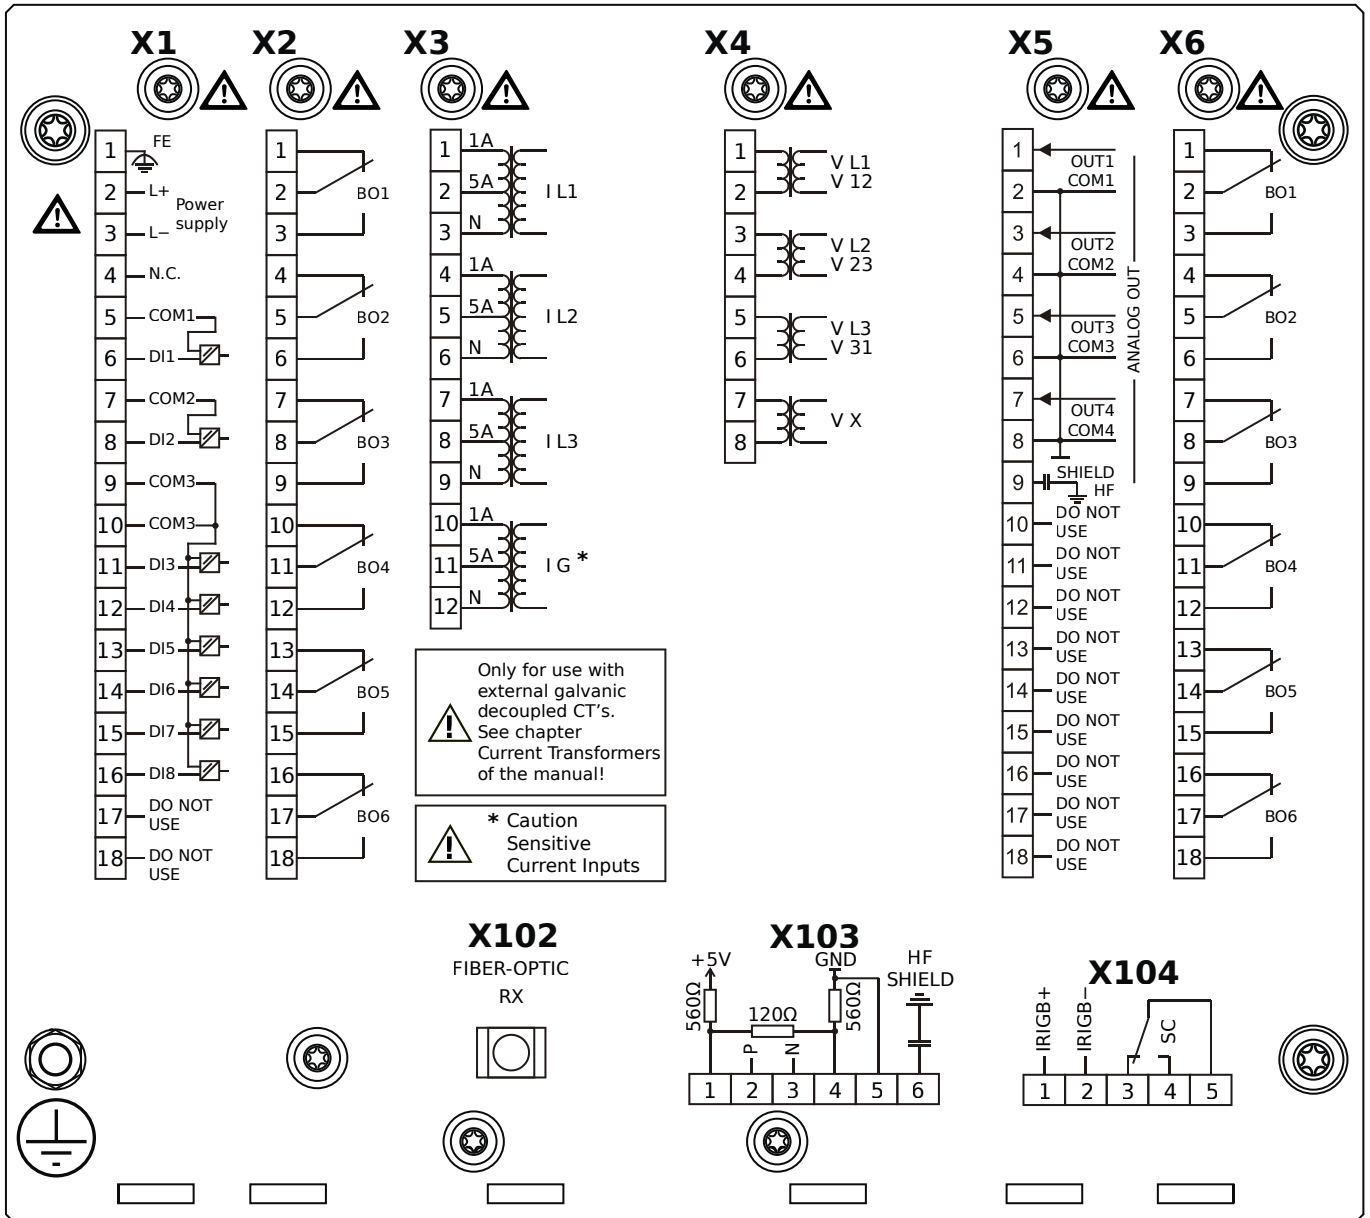 X1
X2
X3
X4
X5
X6
1 FE
2 L+
Power
supply
3 L−
4 N.C.
5 COM1
6 DI1
7 COM2
8 DI2
9 COM3
10 COM3
11 DI3
12 DI4
13 DI5
14 DI6
15 DI7
16 DI8
17 DO NOT
USE
18 DO NOT
USE
1
2 BO1
3
4
5 BO2
6
7
8 BO3
9
10
11 BO4
12
13
14 BO5
15
16
17 BO6
18
1 1A
2 5A I L1
3 N
4 1A
5 5A I L2
6 N
7 1A
8 5A I L3
9 N
10 1A
11 5A I G *
12 N
Only for use with
external galvanic
decoupled CT's.
See chapter
Current Transformers
of the manual!
* Caution
Sensitive
Current Inputs
1 V L1
2 V 12
3 V L2
4 V 23
5 V L3
6 V 31
7 V X
8
1 OUT1
2 COM1
3 OUT2
4 COM2
5 OUT3
6 COM3
7 OUT4
8 COM4
ANALOG OUT
9 SHIELD
HF
10 DO NOT
USE
11 DO NOT
USE
12 DO NOT
USE
13 DO NOT
USE
14 DO NOT
USE
15 DO NOT
USE
16 DO NOT
USE
17 DO NOT
USE
18 DO NOT
USE
1
2 BO1
3
4
5 BO2
6
7
8 BO3
9
10
11 BO4
12
13
14 BO5
15
16
17 BO6
18
X102
FIBER-OPTIC
RX
X103
+5V GND HF
SHIELD
560Ω 120Ω 560Ω
P N
1 2 3 4 5 6
X104
IRIGB+ IRIGB− SC
1 2 3 4 5